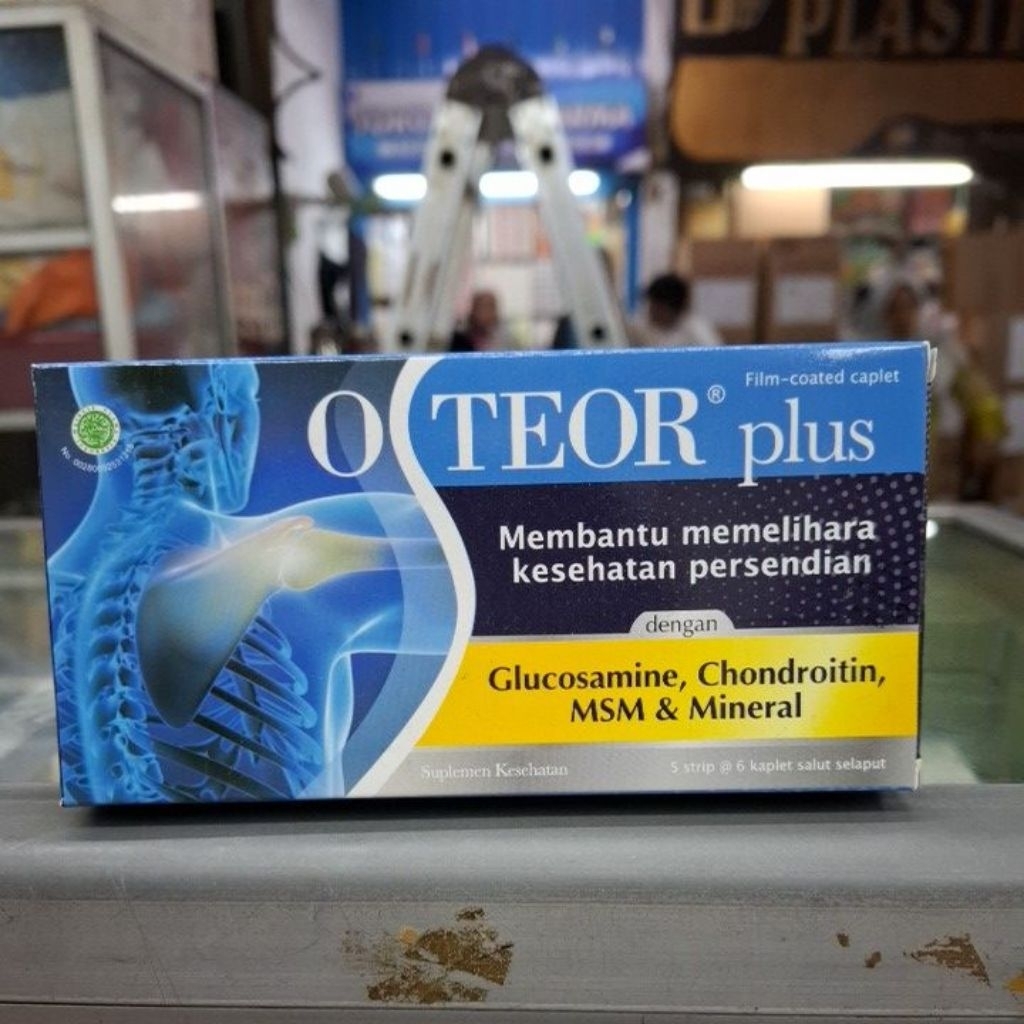 PLASTI
Film-coated caplet
OSTEOR® plus
Membantu memelihara
kesehatan persendian
dengan
Glucosamine, Chondroitin,
MSM & Mineral
Suplemen Kesehatan
5 strip @ 6 kaplet salut selaput